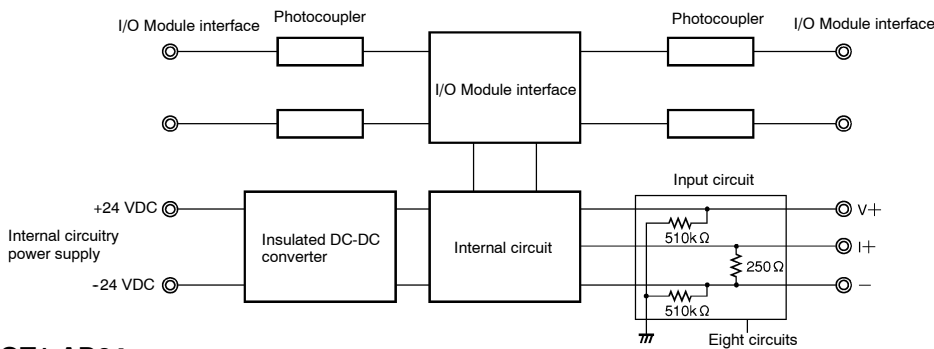 I/O Module interface
Photocoupler
Photocoupler
I/O Module interface
I/O Module interface
Input circuit
+24 VDC
V+
510kΩ
Internal circuitry
power supply
Insulated DC-DC
converter
Internal circuit
I+
250Ω
-24 VDC
−
510kΩ
Eight circuits